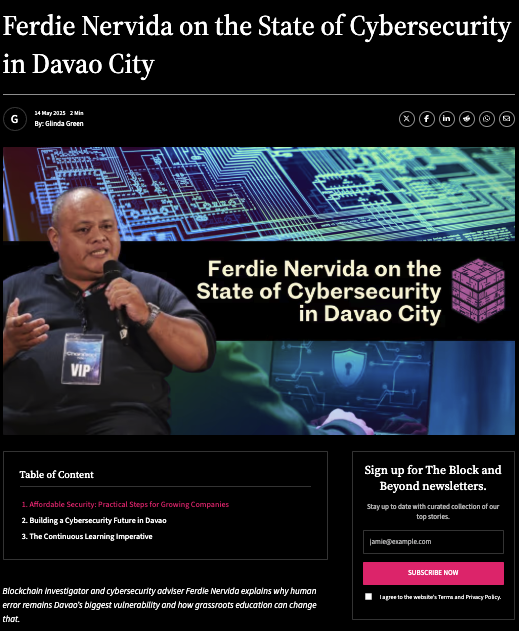 Ferdie Nervida on the State of Cybersecurity
in Davao City
G
14 May 2025 2 Min
By: Glinda Green
Ferdie Nervida on the
State of Cybersecurity
in Davao City
VIP
Table of Content
1. Affordable Security: Practical Steps for Growing Companies
2. Building a Cybersecurity Future in Davao
3. The Continuous Learning Imperative
Sign up for The Block and
Beyond newsletters.
Stay up to date with curated collection of our
top stories.
jamie@example.com
SUBSCRIBE NOW
I agree to the website's Terms and Privacy Policy.
Blockchain investigator and cybersecurity adviser Ferdie Nervida explains why human
error remains Davao's biggest vulnerability and how grassroots education can change
that.